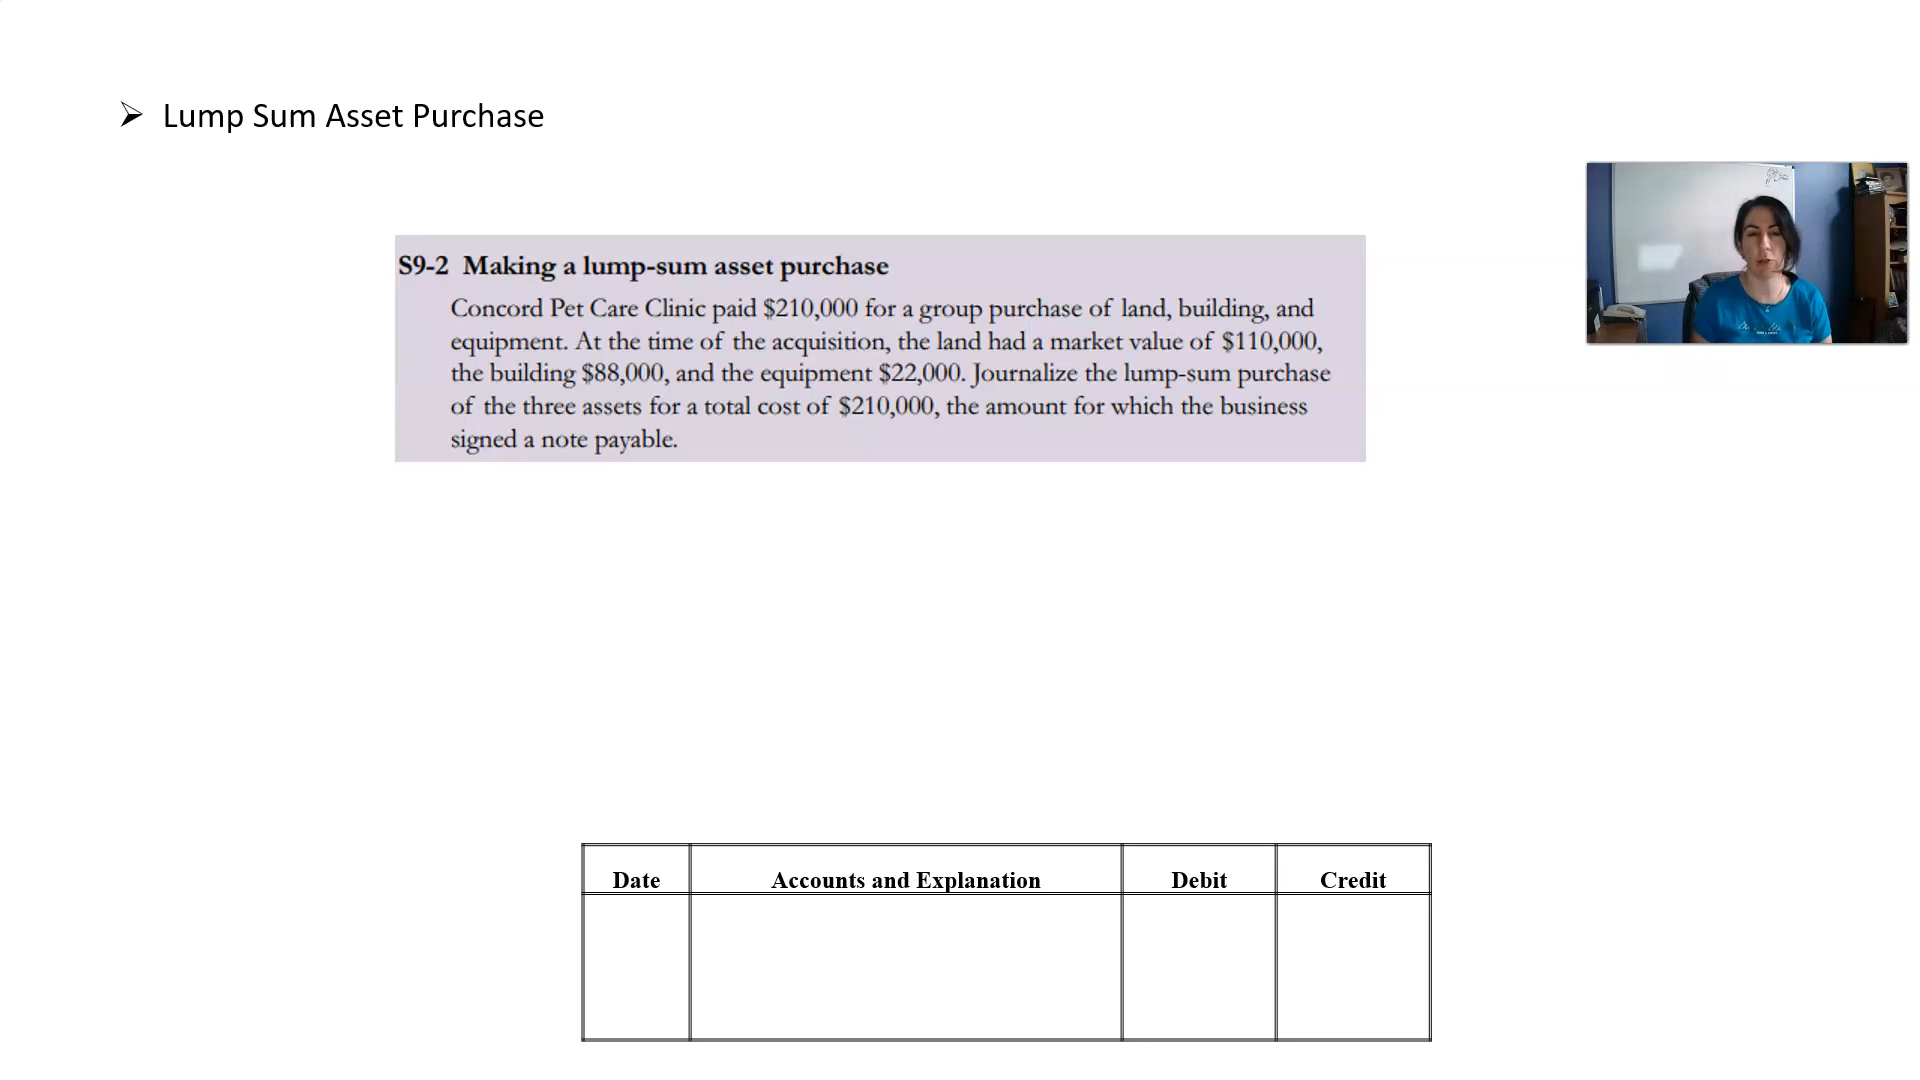 Lump Sum Asset Purchase
S9-2 Making a lump-sum asset purchase
Concord Pet Care Clinic paid $210,000 for a group purchase of land, building, and
equipment. At the time of the acquisition, the land had a market value of $110,000,
the building $88,000, and the equipment $22,000. Journalize the lump-sum purchase
of the three assets for a total cost of $210,000, the amount for which the business
signed a note payable.
Date Accounts and Explanation Debit Credit